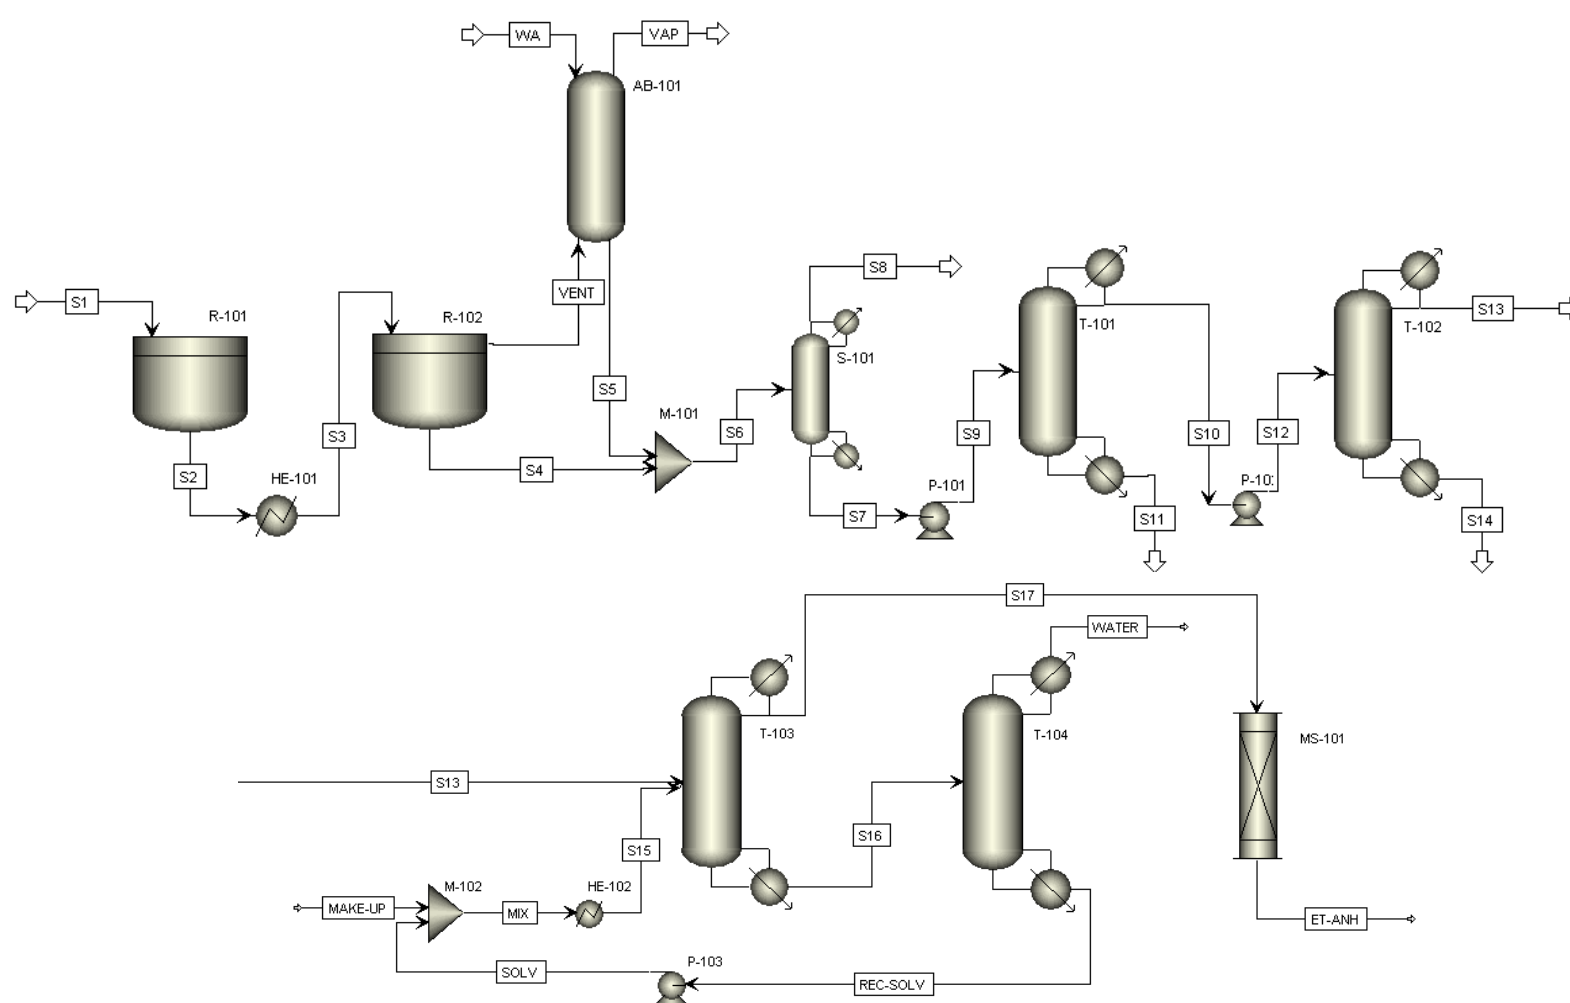 WA
VAP
AB-101
S1
R-101
S2
HE-101
S3
R-102
VENT
S4
S5
M-101
S6
S8
S-101
S7
P-101
S9
T-101
S11
S10
P-10
S12
T-102
S13
S14
S17
WATER
S13
T-103
S15
S16
T-104
MS-101
MAKE-UP
M-102
MIX
HE-102
SOLV
P-103
REC-SOLV
ET-ANH